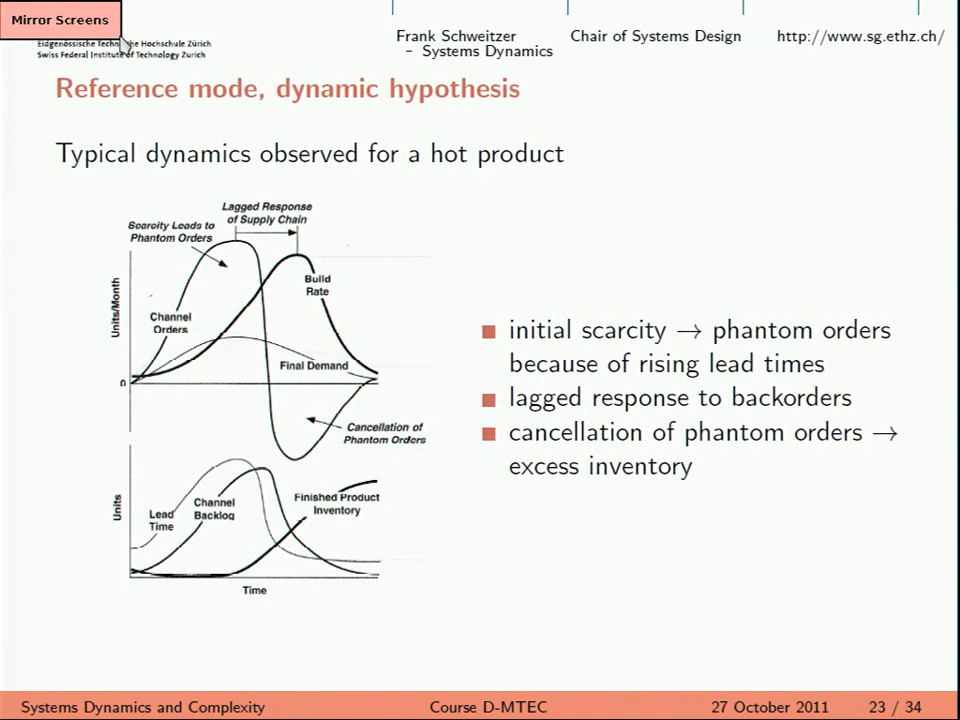 Mirror Screens
Eidgenössische Technische Hochschule Zürich
Swiss Federal Institute of Technology Zurich
Frank Schweitzer
– Systems Dynamics
Chair of Systems Design
http://www.sg.ethz.ch/
Reference mode, dynamic hypothesis
Typical dynamics observed for a hot product
Lagged Response
of Supply Chain
Scarcity Leads to
Phantom Orders
Units/Month
Build
Rate
Channel
Orders
Final Demand
0
Cancellation of
Phantom Orders
Units
Lead
Time
Channel
Backlog
Finished Product
Inventory
Time
initial scarcity → phantom orders
because of rising lead times
lagged response to backorders
cancellation of phantom orders →
excess inventory
Systems Dynamics and Complexity
Course D-MTEC
27 October 2011
23 / 34